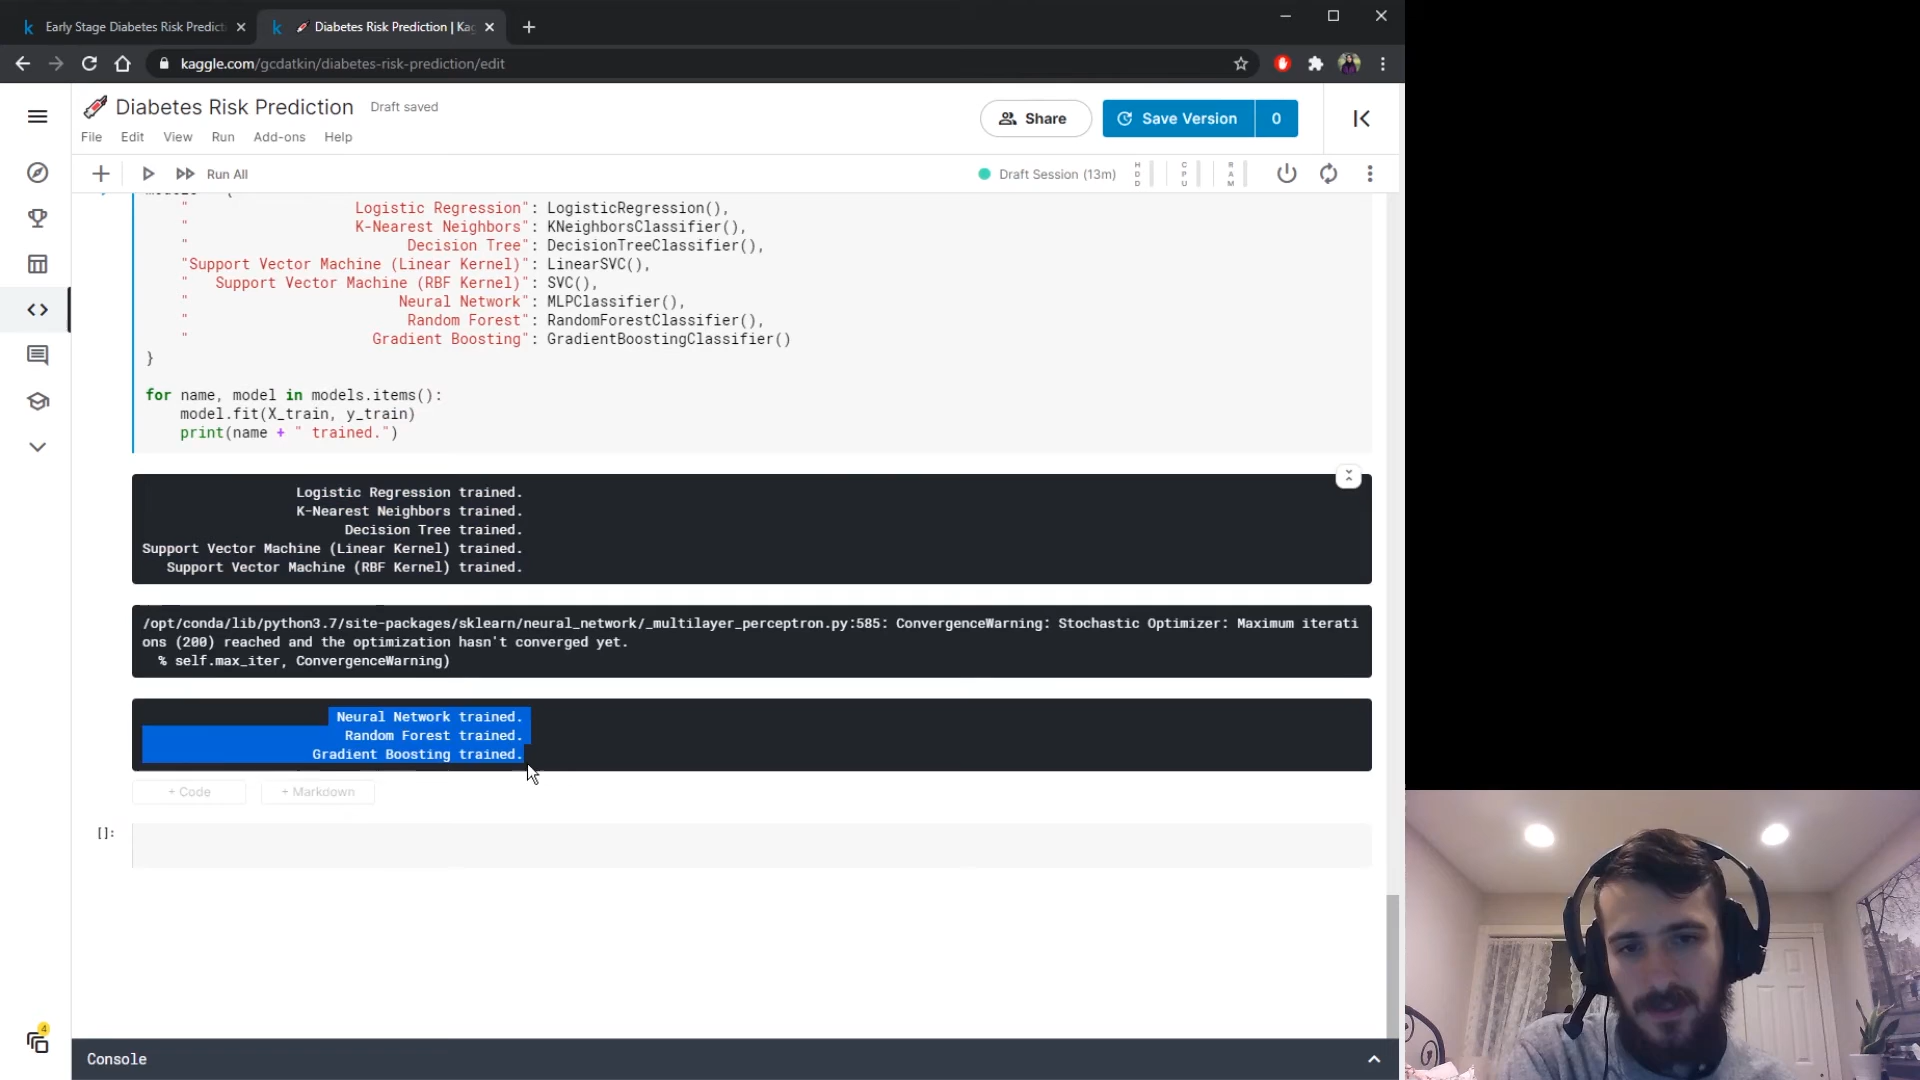 Early Stage Diabetes Risk Predict
Diabetes Risk Prediction | Kag
kaggle.com/gcdatkin/diabetes-risk-prediction/edit
Diabetes Risk Prediction
Draft saved
File
Edit
View
Run
Add-ons
Help
Share
Save Version
0
Run All
Draft Session (13m)
HDD
CPU
RAM
"                    Logistic Regression": LogisticRegression(),
"                    K-Nearest Neighbors": KNeighborsClassifier(),
"                          Decision Tree": DecisionTreeClassifier(),
"Support Vector Machine (Linear Kernel)": LinearSVC(),
"   Support Vector Machine (RBF Kernel)": SVC(),
"                        Neural Network": MLPClassifier(),
"                         Random Forest": RandomForestClassifier(),
"                     Gradient Boosting": GradientBoostingClassifier()
}
for name, model in models.items():
    model.fit(X_train, y_train)
    print(name + " trained.")
Logistic Regression trained.
K-Nearest Neighbors trained.
Decision Tree trained.
Support Vector Machine (Linear Kernel) trained.
Support Vector Machine (RBF Kernel) trained.
/opt/conda/lib/python3.7/site-packages/sklearn/neural_network/_multilayer_perceptron.py:585: ConvergenceWarning: Stochastic Optimizer: Maximum iterati
ons (200) reached and the optimization hasn't converged yet.
  % self.max_iter, ConvergenceWarning)
Neural Network trained.
Random Forest trained.
Gradient Boosting trained.
+ Code
+ Markdown
[]:
4
Console